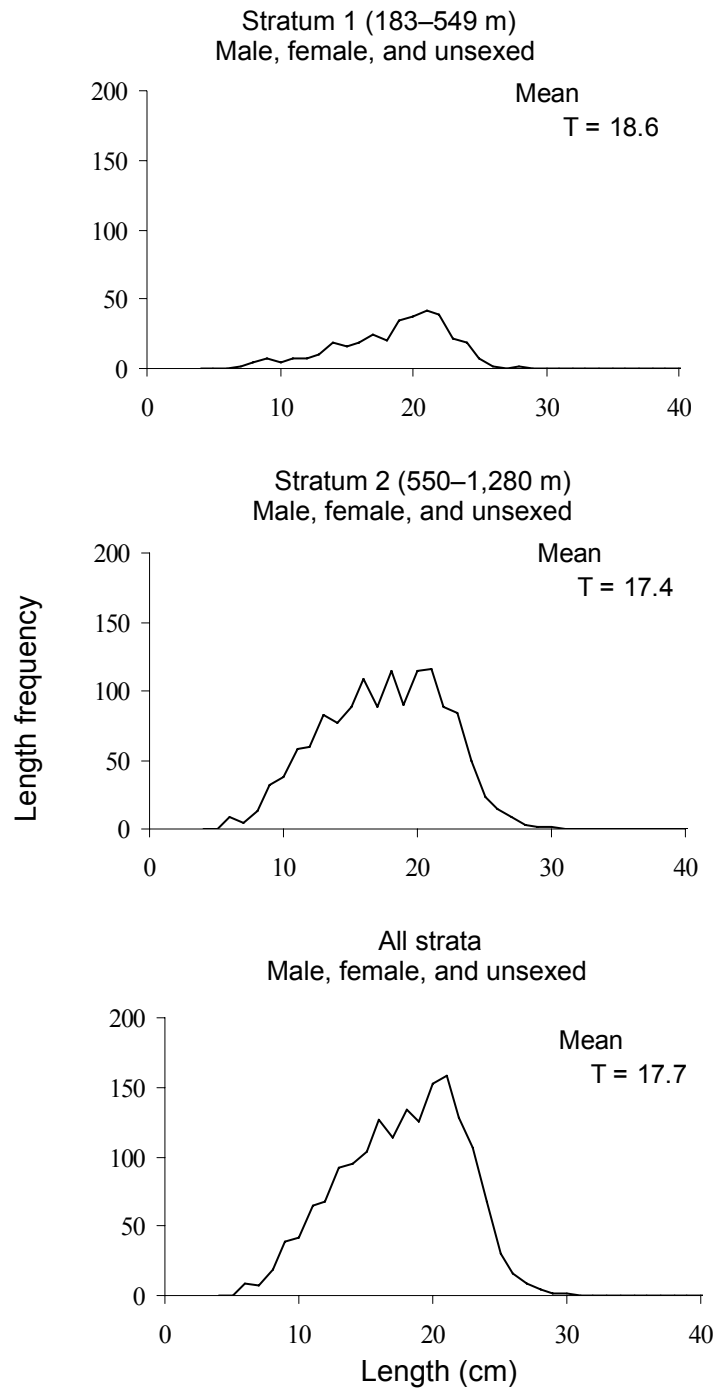 Stratum 1 (183–549 m)
Male, female, and unsexed
Mean
T = 18.6
200
150
100
50
0
0 10 20 30 40
Stratum 2 (550–1,280 m)
Male, female, and unsexed
Mean
T = 17.4
200
150
100
50
0
0 10 20 30 40
Length frequency
All strata
Male, female, and unsexed
Mean
T = 17.7
200
150
100
50
0
0 10 20 30 40
Length (cm)